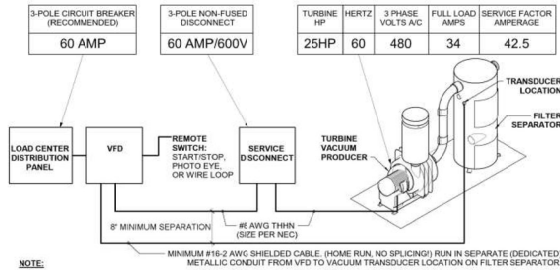 3-POLE CIRCUIT BREAKER
(RECOMMENDED)
60 AMP
3-POLE NON-FUSED
DISCONNECT
60 AMP/600V
TURBINE
HP
HERTZ
3 PHASE
VOLTS A/C
FULL LOAD
AMPS
SERVICE FACTOR
AMPERAGE
25HP
60
480
34
42.5
TRANSDUCER
LOCATION
FILTER
SEPARATOR
LOAD CENTER
DISTRIBUTION
PANEL
VFD
REMOTE
SWITCH:
START/STOP,
PHOTO EYE,
OR WIRE LOOP
SERVICE
DSCONNECT
TURBINE
VACUUM
PRODUCER
8" MINIMUM SEPARATION
AWG THHN
(SIZE PER NEC)
MINIMUM #16-2 AWG SHIELDED CABLE. (HOME RUN, NO SPLICING!) RUN IN SEPARATE (DEDICATED
METALLIC CONDUIT FROM VFD TO VACUUM TRANSDUCER LOCATION ON FILTER SEPARATOR
NOTE: